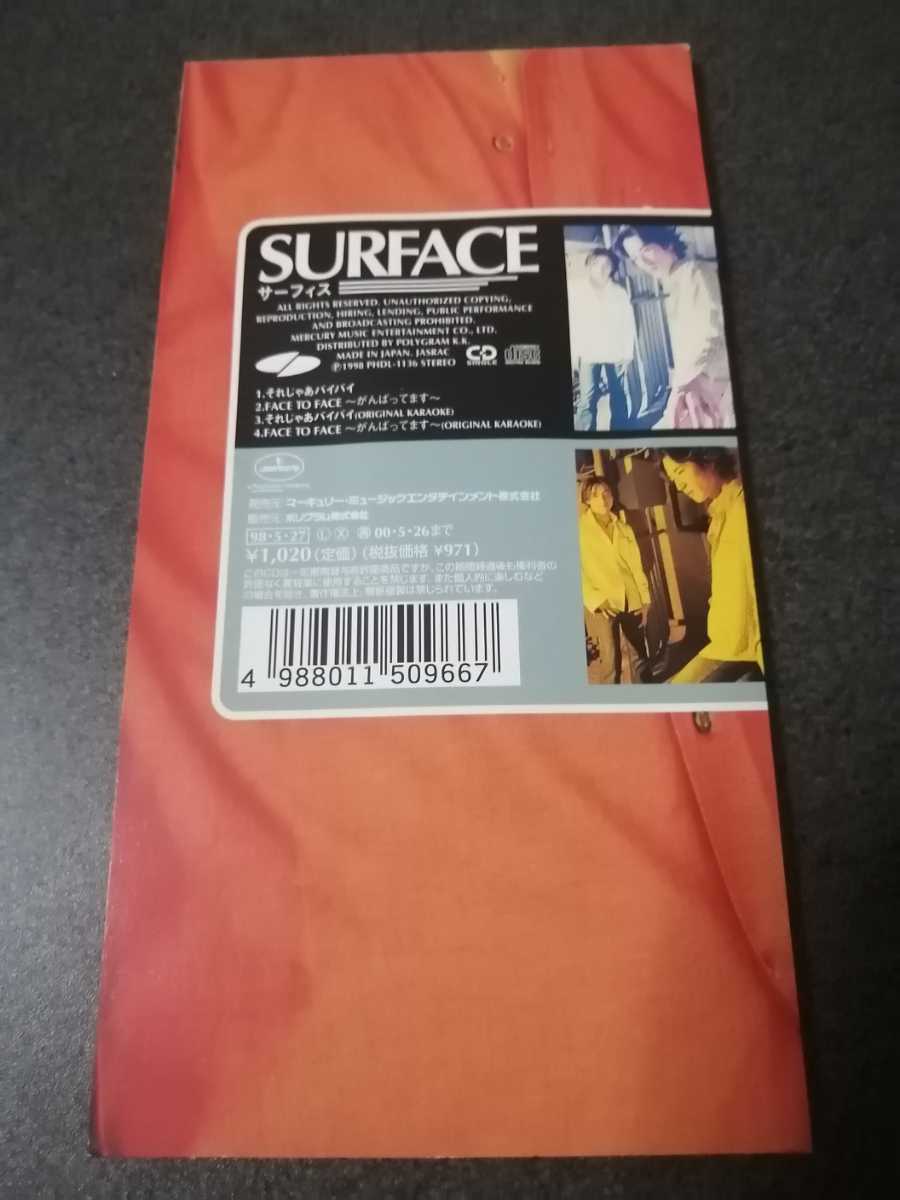 SURFACE
サーフィス
ALL RIGHTS RESERVED. UNAUTHORIZED COPYING,
REPRODUCTION, HIRING, LENDING, PUBLIC PERFORMANCE
AND BROADCASTING PROHIBITED.
MERCURY MUSIC ENTERTAINMENT CO., LTD.
DISTRIBUTED BY POLYGRAM K.K.
MADE IN JAPAN. JASRAC
Ⓟ1998 PHDL-1136 STEREO
CD SINGLE
disc
1.それじゃあバイバイ
2.FACE TO FACE ～がんばってます～
3.それじゃあバイバイ(ORIGINAL KARAOKE)
4.FACE TO FACE ～がんばってます～(ORIGINAL KARAOKE)
発売元 マーキュリー・ミュージックエンタテインメント株式会社
販売元 ポリグラム株式会社
98・5・27 Ⓛ Ⓧ 00・5・26まで
¥1,020(定価)(税抜価格 ¥971)
4 988011 509667